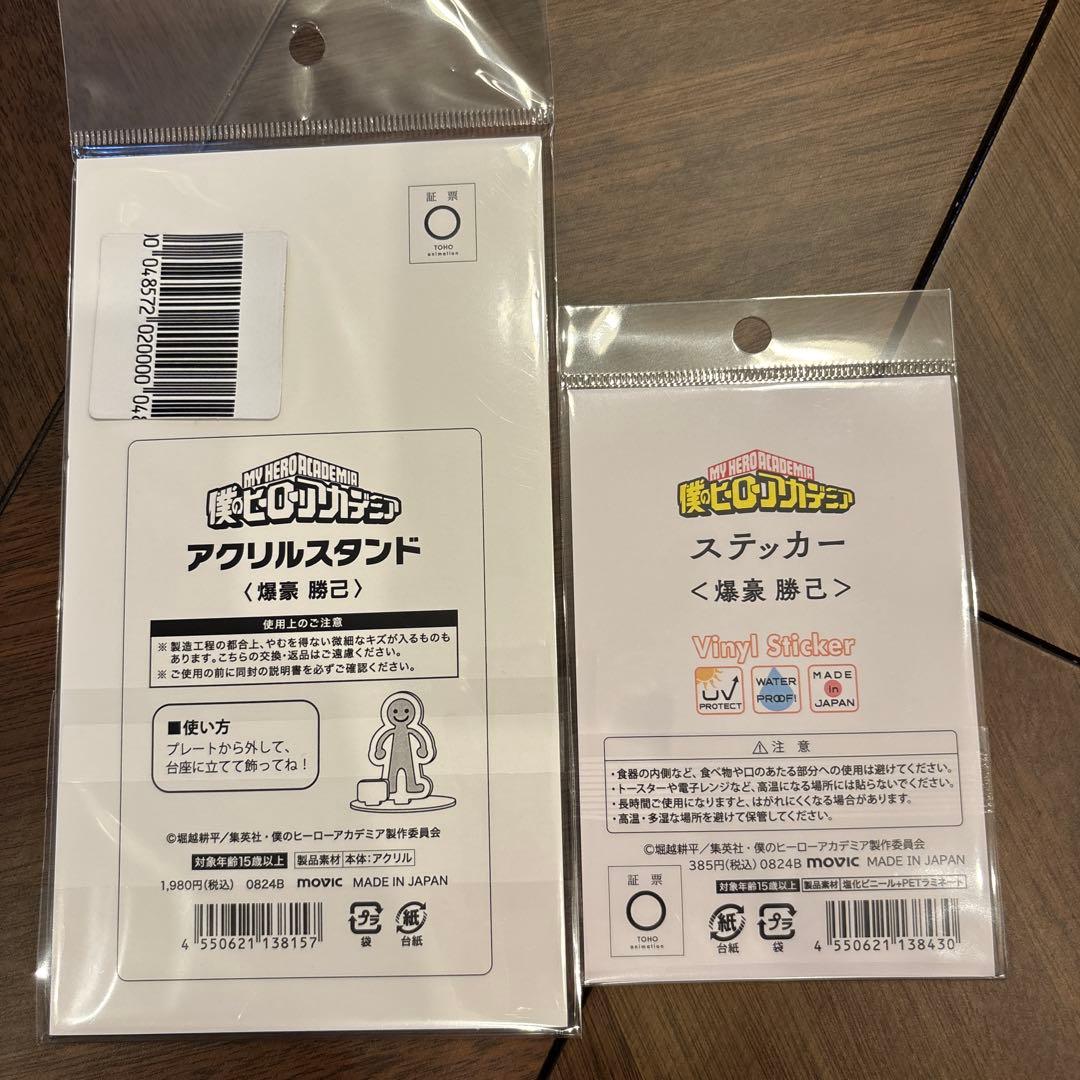 証票
TOHO
animation
00 048572 020000 048
MY HERO ACADEMIA
僕のヒーローアカデミア
アクリルスタンド
〈爆豪 勝己〉
使用上のご注意
※製造工程の都合上、やむを得ない微細なキズが入るものも
あります。こちらの交換・返品はご遠慮ください。
※ご使用の前に同封の説明書を必ずご確認ください。
■使い方
プレートから外して、
台座に立てて飾ってね!
©堀越耕平/集英社・僕のヒーローアカデミア製作委員会
対象年齢15歳以上 製品素材 本体:アクリル
1,980円(税込) 0824B movic MADE IN JAPAN
4 550621 138157
プラ 紙
袋 台紙
MY HERO ACADEMIA
僕のヒーローアカデミア
ステッカー
<爆豪 勝己>
Vinyl Sticker
UV PROTECT
WATER PROOF!
MADE in JAPAN
⚠注意
・食器の内側など、食べ物や口のあたる部分への使用は避けてください。
・トースターや電子レンジなど、高温になる場所には貼らないでください。
・長時間ご使用になりますと、はがれにくくなる場合があります。
・高温・多湿な場所を避けて保管してください。
©堀越耕平/集英社・僕のヒーローアカデミア製作委員会
385円(税込) 0824B movic MADE IN JAPAN
対象年齢15歳以上 製品素材 塩化ビニール+PETラミネート
証票
TOHO
animation
紙 プラ
台紙 袋
4 550621 138430